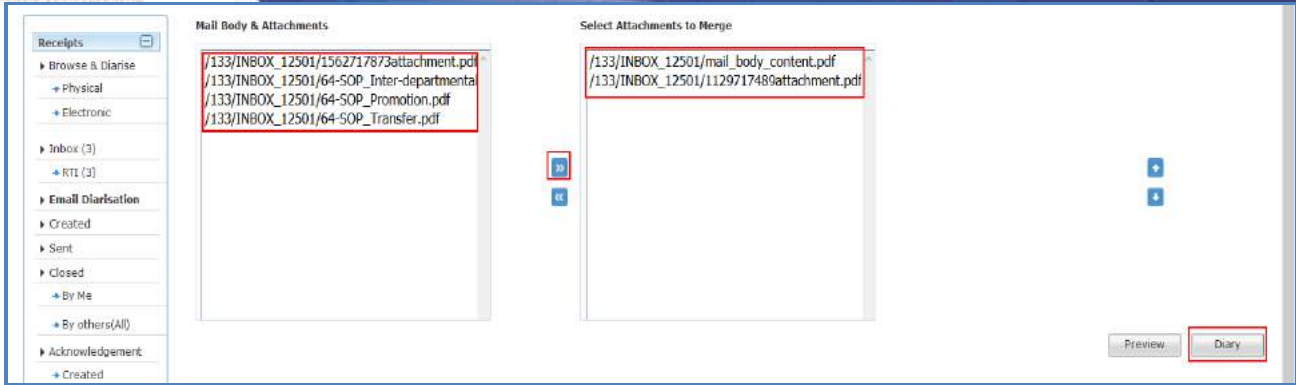 Receipts
Browse & Diarise
Physical
Electronic
Inbox (3)
RTI (3)
Email Diarisation
Created
Sent
Closed
By Me
By others(All)
Acknowledgement
Created
Mail Body & Attachments
/133/INBOX_12501/1562717873attachment.pdf
/133/INBOX_12501/64-SOP_Inter-departmental
/133/INBOX_12501/64-SOP_Promotion.pdf
/133/INBOX_12501/64-SOP_Transfer.pdf
Select Attachments to Merge
/133/INBOX_12501/mail_body_content.pdf
/133/INBOX_12501/1129717489attachment.pdf
Preview
Diary